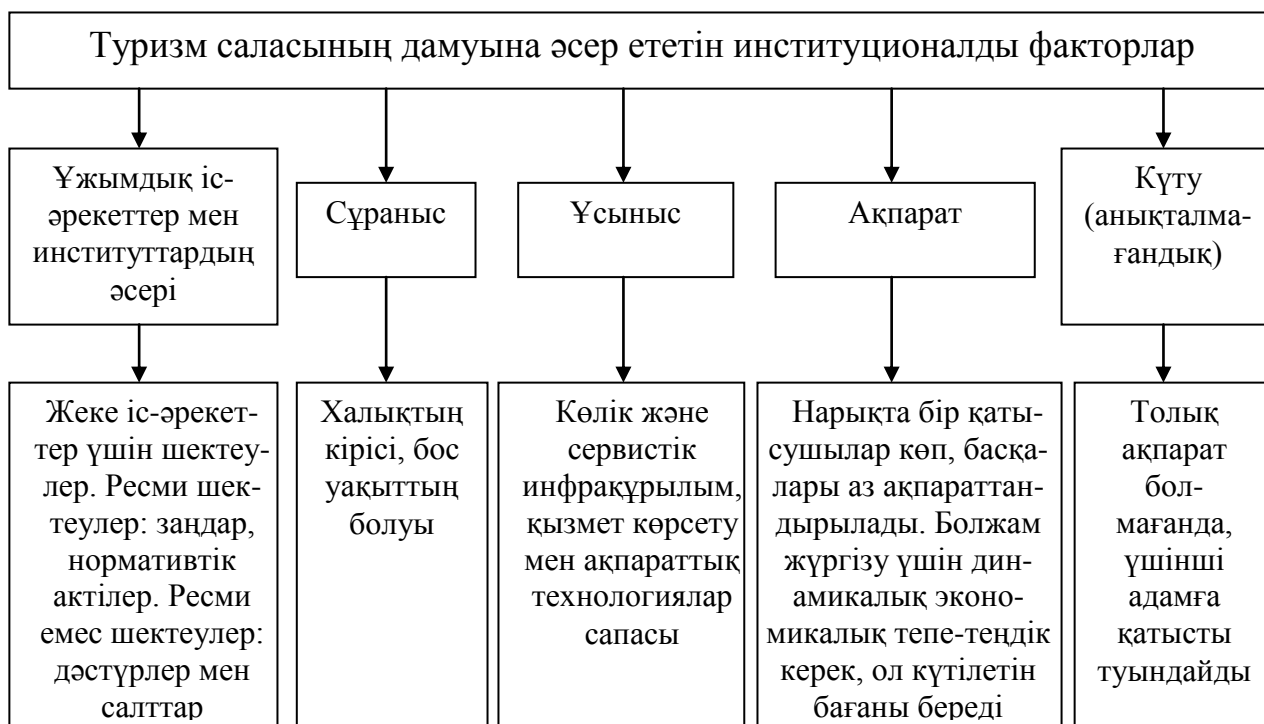 Туризм саласының дамуына әсер ететін институционалды факторлар
Ұжымдық іс-
әрекеттер мен
институттардың
әсері
Сұраныс
Ұсыныс
Ақпарат
Күту
(анықталма-
ғандық)
Жеке іс-әрекет-
тер үшін шектеу-
лер. Ресми шек-
теулер: заңдар,
нормативтік
актілер. Ресми
емес шектеулер:
дәстүрлер мен
салттар
Халықтың
кірісі, бос
уақыттың
болуы
Көлік және
сервистік
инфрақұрылым,
қызмет көрсету
мен ақпараттық
технологиялар
сапасы
Нарықта бір қаты-
сушылар көп, басқа-
лары аз ақпараттан-
дырылады. Болжам
жүргізу үшін дин-
амикалық эконо-
микалық тепе-теңдік
керек, ол күтілетін
бағаны береді
Толық
ақпарат
бол-
мағанда,
үшінші
адамға
қатысты
туындайды